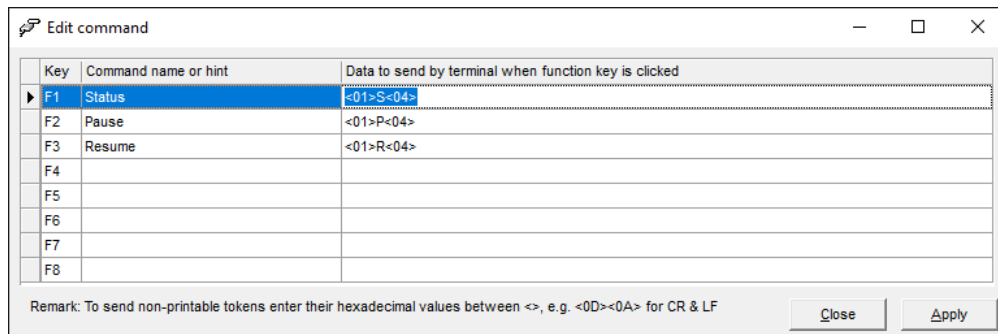 Edit command
Key Command name or hint Data to send by terminal when function key is clicked
F1 Status <01>S<04>
F2 Pause <01>P<04>
F3 Resume <01>R<04>
F4
F5
F6
F7
F8
Remark: To send non-printable tokens enter their hexadecimal values between <>, e.g. <0D><0A> for CR & LF Close Apply